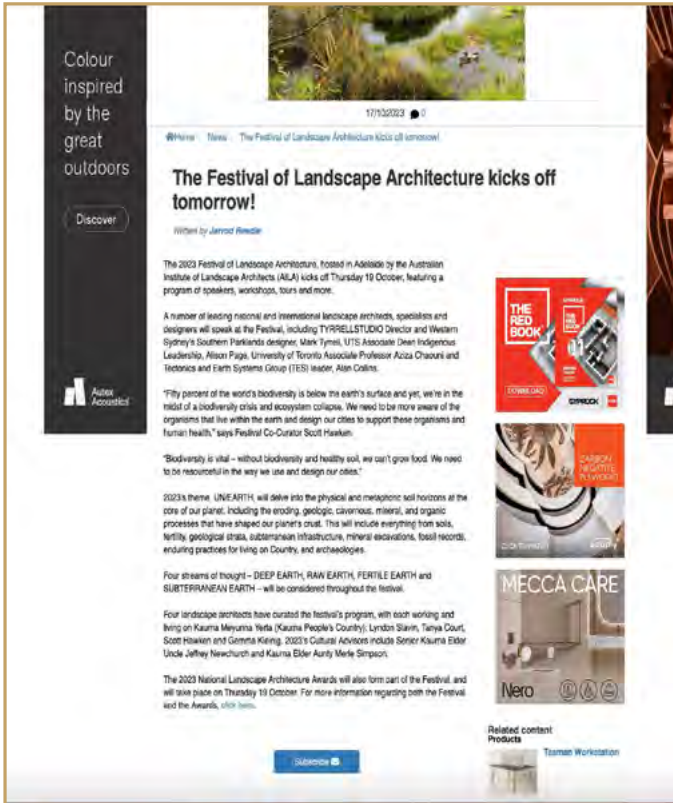 Colour
inspired
by the
great
outdoors
Discover
Autex
Acoustics
17/10/2023 0
Home News The Festival of Landscape Architecture kicks off tomorrow!
The Festival of Landscape Architecture kicks off
tomorrow!
Written by Jarrod Reedie
The 2023 Festival of Landscape Architecture, hosted in Adelaide by the Australian
Institute of Landscape Architects (AILA) kicks off Thursday 19 October, featuring a
program of speakers, workshops, tours and more.
A number of leading national and international landscape architects, specialists and
designers will speak at the Festival, including TYRRELLSTUDIO Director and Western
Sydney's Southern Parklands designer, Mark Tyrrell, UTS Associate Dean Indigenous
Leadership, Alison Page, University of Toronto Associate Professor Aziza Chaouni and
Tectonics and Earth Systems Group (TES) leader, Alan Collins.
"Fifty percent of the world's biodiversity is below the earth's surface and yet, we're in the
midst of a biodiversity crisis and ecosystem collapse. We need to be more aware of the
organisms that live within the earth and design our cities to support these organisms and
human health," says Festival Co-Curator Scott Hawken.
"Biodiversity is vital – without biodiversity and healthy soil, we can't grow food. We need
to be resourceful in the way we use and design our cities."
2023's theme, UN/EARTH, will delve into the physical and metaphoric soil horizons at the
core of our planet, including the eroding, geologic, cavernous, mineral, and organic
processes that have shaped our planet's crust. This will include everything from soils,
fertility, geological strata, subterranean infrastructure, mineral excavations, fossil records,
enduring practices for living on Country, and archaeologies.
Four streams of thought – DEEP EARTH, RAW EARTH, FERTILE EARTH and
SUBTERRANEAN EARTH – will be considered throughout the festival.
Four landscape architects have curated the festival's program, with each working and
living on Kaurna Meyunna Yerta (Kaurna People's Country): Lyndon Slavin, Tanya Court,
Scott Hawken and Gemma Kleinig. 2023's Cultural Advisors include Senior Kaurna Elder
Uncle Jeffrey Newchurch and Kaurna Elder Aunty Merle Simpson.
The 2023 National Landscape Architecture Awards will also form part of the Festival, and
will take place on Thursday 19 October. For more information regarding both the Festival
and the Awards, click here.
Subscribe
THE
RED
BOOK
THE
RED
BOOK
01
DOWNLOAD
GYPROCK
CARBON
NEGATIVE
PLYWOOD
MECCA CARE
Nero
Related content
Products
Tasman Workstation